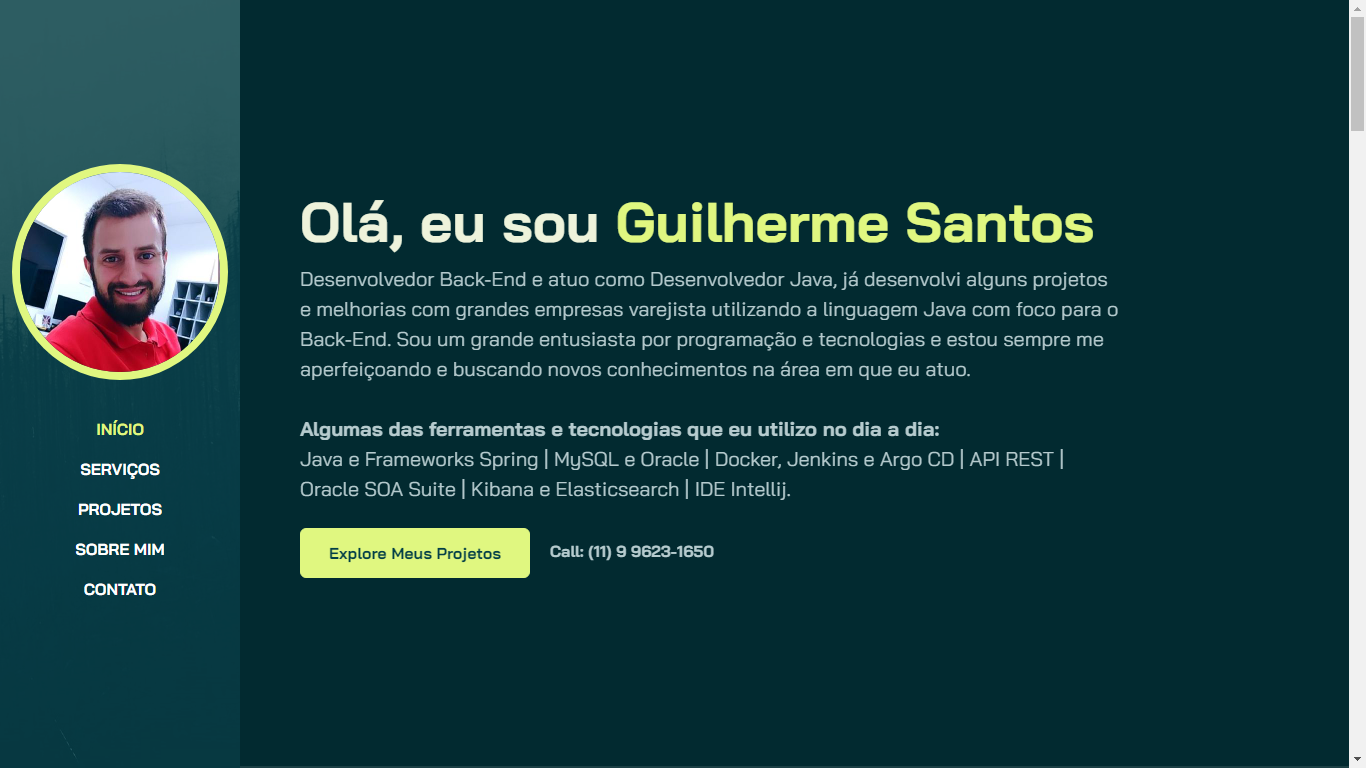 INÍCIO
SERVIÇOS
PROJETOS
SOBRE MIM
CONTATO
Olá, eu sou Guilherme Santos
Desenvolvedor Back-End e atuo como Desenvolvedor Java, já desenvolvi alguns projetos
e melhorias com grandes empresas varejista utilizando a linguagem Java com foco para o
Back-End. Sou um grande entusiasta por programação e tecnologias e estou sempre me
aperfeiçoando e buscando novos conhecimentos na área em que eu atuo.
Algumas das ferramentas e tecnologias que eu utilizo no dia a dia:
Java e Frameworks Spring | MySQL e Oracle | Docker, Jenkins e Argo CD | API REST |
Oracle SOA Suite | Kibana e Elasticsearch | IDE Intellij.
Explore Meus Projetos
Call: (11) 9 9623-1650